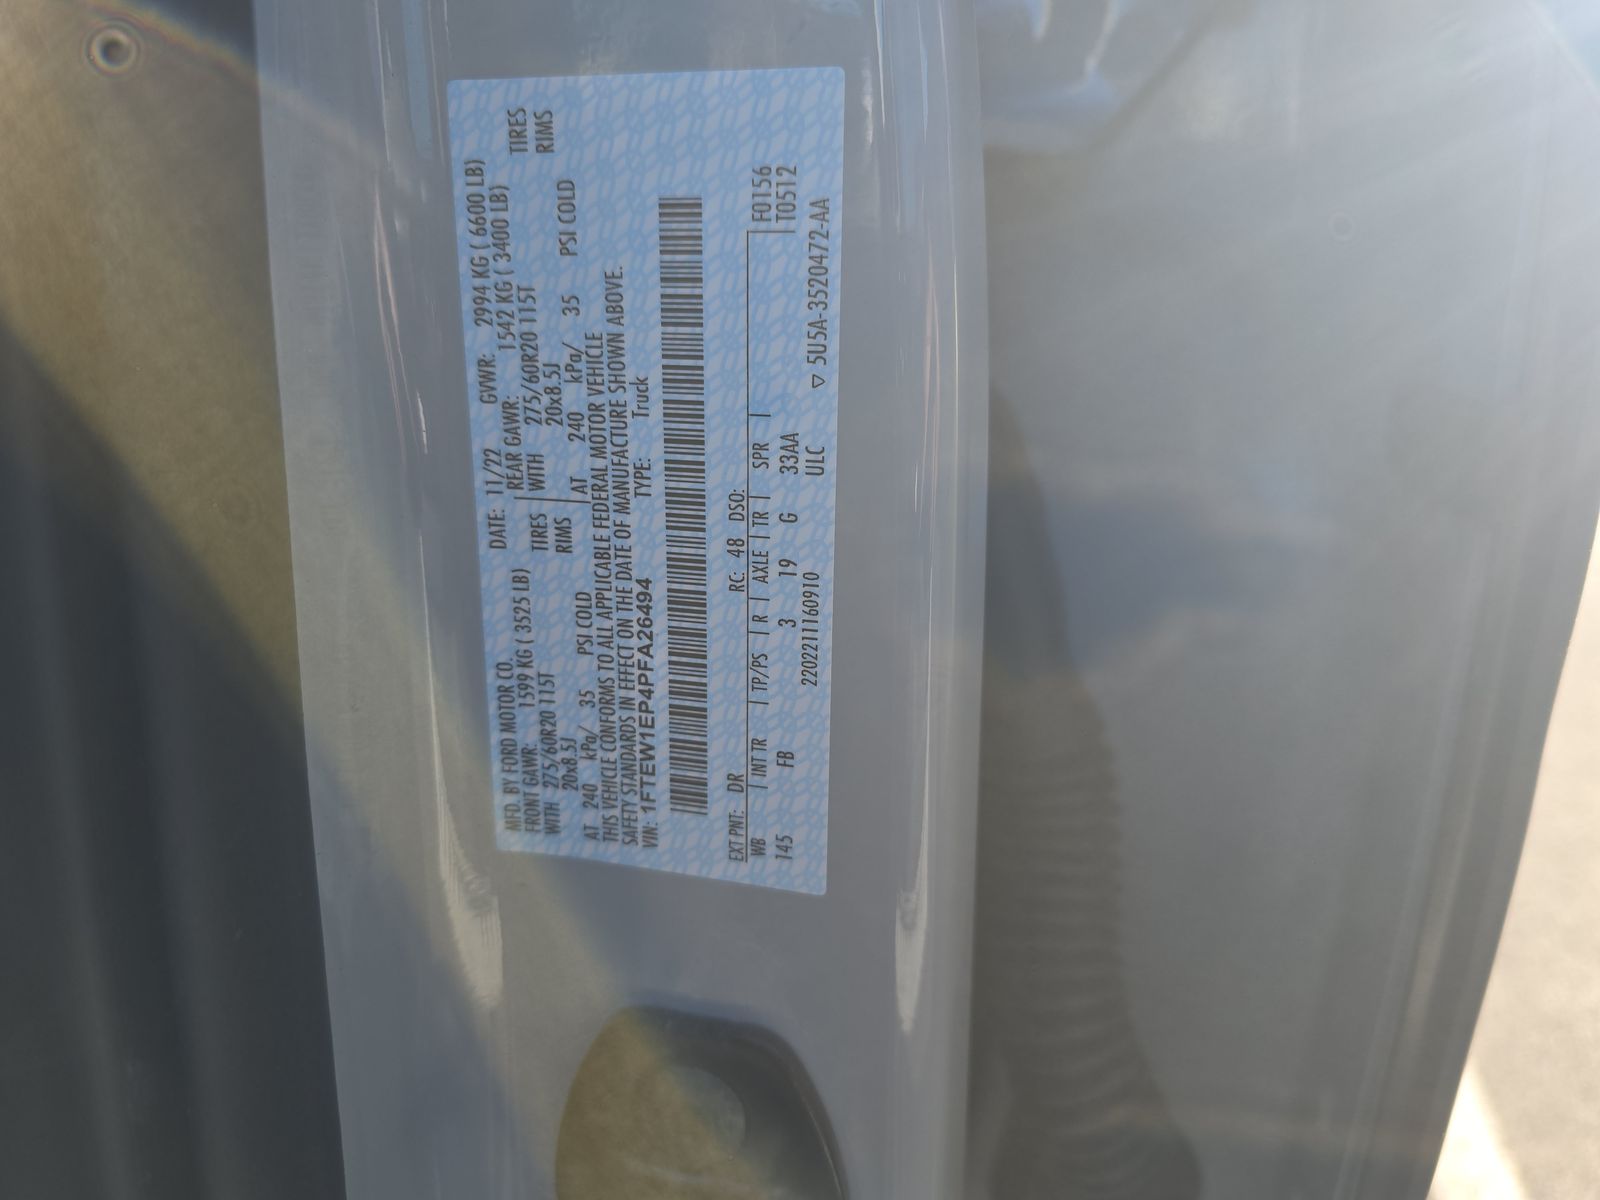 MFD. BY FORD MOTOR CO. DATE: 11/22 GVWR: 2994 KG ( 6600 LB)
FRONT GAWR: 1599 KG ( 3525 LB) REAR GAWR: 1542 KG ( 3400 LB)
WITH 275/60R20 115T TIRES WITH 275/60R20 115T TIRES
20x8.5J RIMS 20x8.5J RIMS
AT 240 kPa/ 35 PSI COLD AT 240 kPa/ 35 PSI COLD
THIS VEHICLE CONFORMS TO ALL APPLICABLE FEDERAL MOTOR VEHICLE
SAFETY STANDARDS IN EFFECT ON THE DATE OF MANUFACTURE SHOWN ABOVE.
VIN: 1FTEW1EP4PFA26494 TYPE: Truck
EXT PNT: DR RC: 48 DSO:
WB | INT TR | TP/PS | R | AXLE | TR | SPR | F0156
145 FB 3 19 G 33AA T0512
2202211160910 ULC ▽ 5U5A-3520472-AA